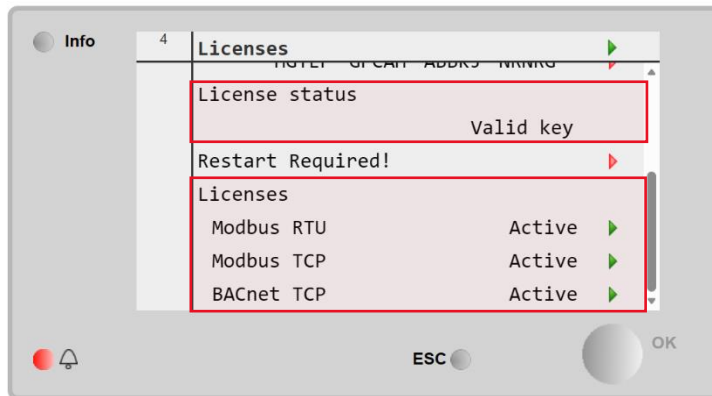 Info
4
Licenses
License status
Valid key
Restart Required!
Licenses
Modbus RTU Active
Modbus TCP Active
BACnet TCP Active
ESC
OK